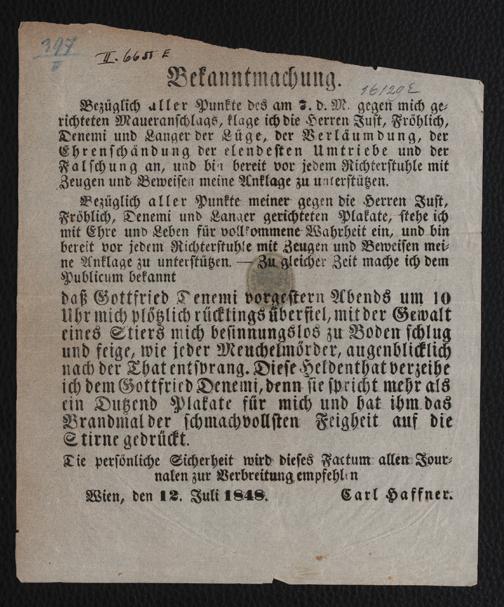 397
II
II. 6655 E
16120 E
Bekanntmachung.
Bezüglich aller Punkte des am 7. d. M. gegen mich ge-
richteten Maueranschlags, klage ich die Herren Just, Fröhlich,
Denemi und Langer der Lüge, der Verläumdung, der
Ehrenschändung der elendesten Umtriebe und der
Falschung an, und bin bereit vor jedem Richterstuhle mit
Zeugen und Beweisen meine Anklage zu unterstützen.
Bezüglich aller Punkte meiner gegen die Herren Just,
Fröhlich, Denemi und Langer gerichteten Plakate, stehe ich
mit Ehre und Leben für vollkommene Wahrheit ein, und bin
bereit vor jedem Richterstuhle mit Zeugen und Beweisen mei-
ne Anklage zu unterstützen. — Zu gleicher Zeit mache ich dem
Publicum bekannt
daß Gottfried Denemi vorgestern Abends um 10
Uhr mich plötzlich rücklings überfiel, mit der Gewalt
eines Stiers mich besinnungslos zu Boden schlug
und feige, wie jeder Meuchelmörder, augenblicklich
nach der That entsprang. Diese Heldenthat verzeihe
ich dem Gottfried Denemi, denn sie spricht mehr als
ein Dutzend Plakate für mich und hat ihm das
Brandmal der schmachvollsten Feigheit auf die
Stirne gedrückt.
Die persönliche Sicherheit wird dieses Factum allen Jour-
nalen zur Verbreitung empfehlen
Wien, den 12. Juli 1848. Carl Haffner.